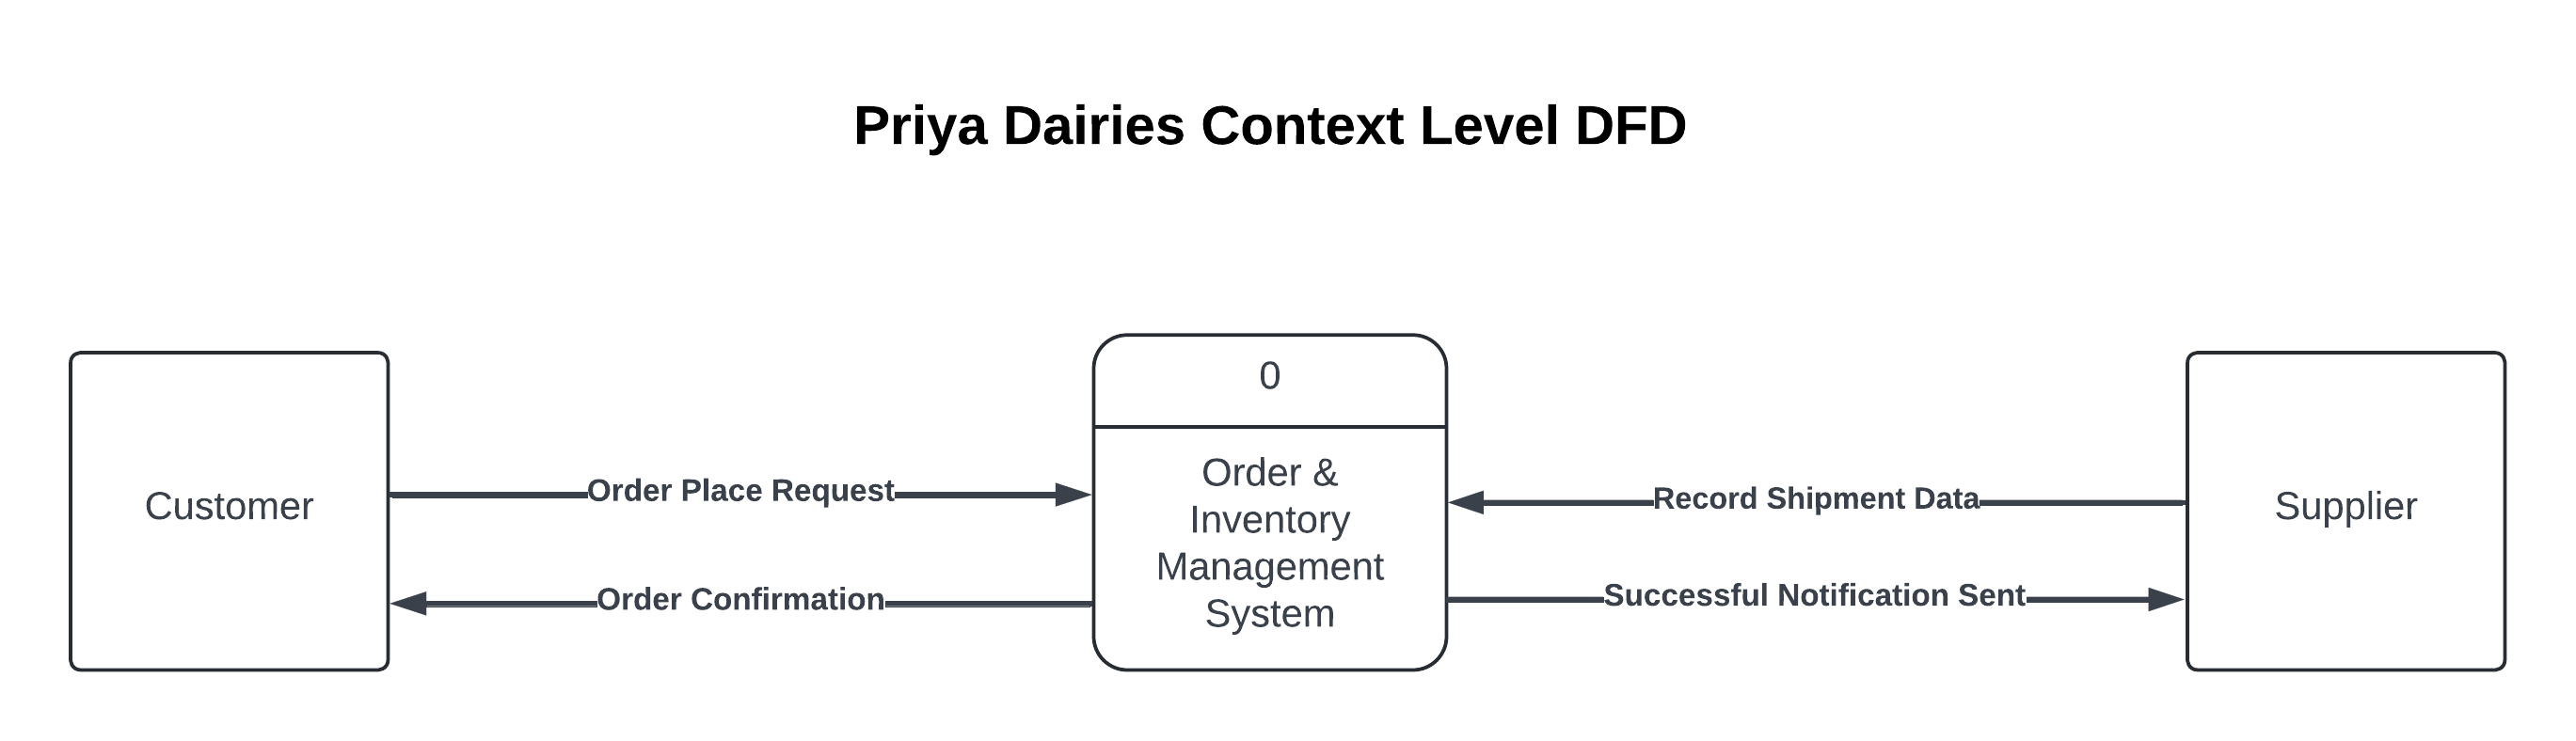 Priya Dairies Context Level DFD
0
Customer
Order Place Request
Order Confirmation
Order &
Inventory
Management
System
Record Shipment Data
Successful Notification Sent
Supplier